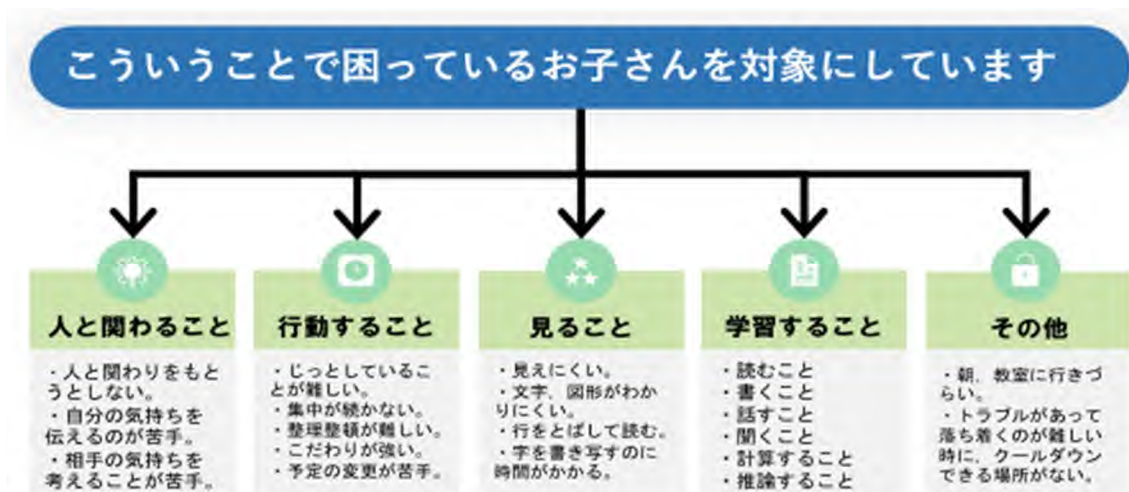 こういうことで困っているお子さんを対象にしています
人と関わること
・人と関わりをもと
うとしない。
・自分の気持ちを
伝えるのが苦手。
・相手の気持ちを
考えることが苦手。
行動すること
・じっとしているこ
とが難しい。
・集中が続かない。
・整理整頓が難しい。
・こだわりが強い。
・予定の変更が苦手。
見ること
・見えにくい。
・文字、図形がわか
りにくい。
・行をとばして読む。
・字を書き写すのに
時間がかかる。
学習すること
・読むこと
・書くこと
・話すこと
・聞くこと
・計算すること
・推論すること
その他
・朝、教室に行きづ
らい。
・トラブルがあって
落ち着くのが難しい
時に、クールダウン
できる場所がない。